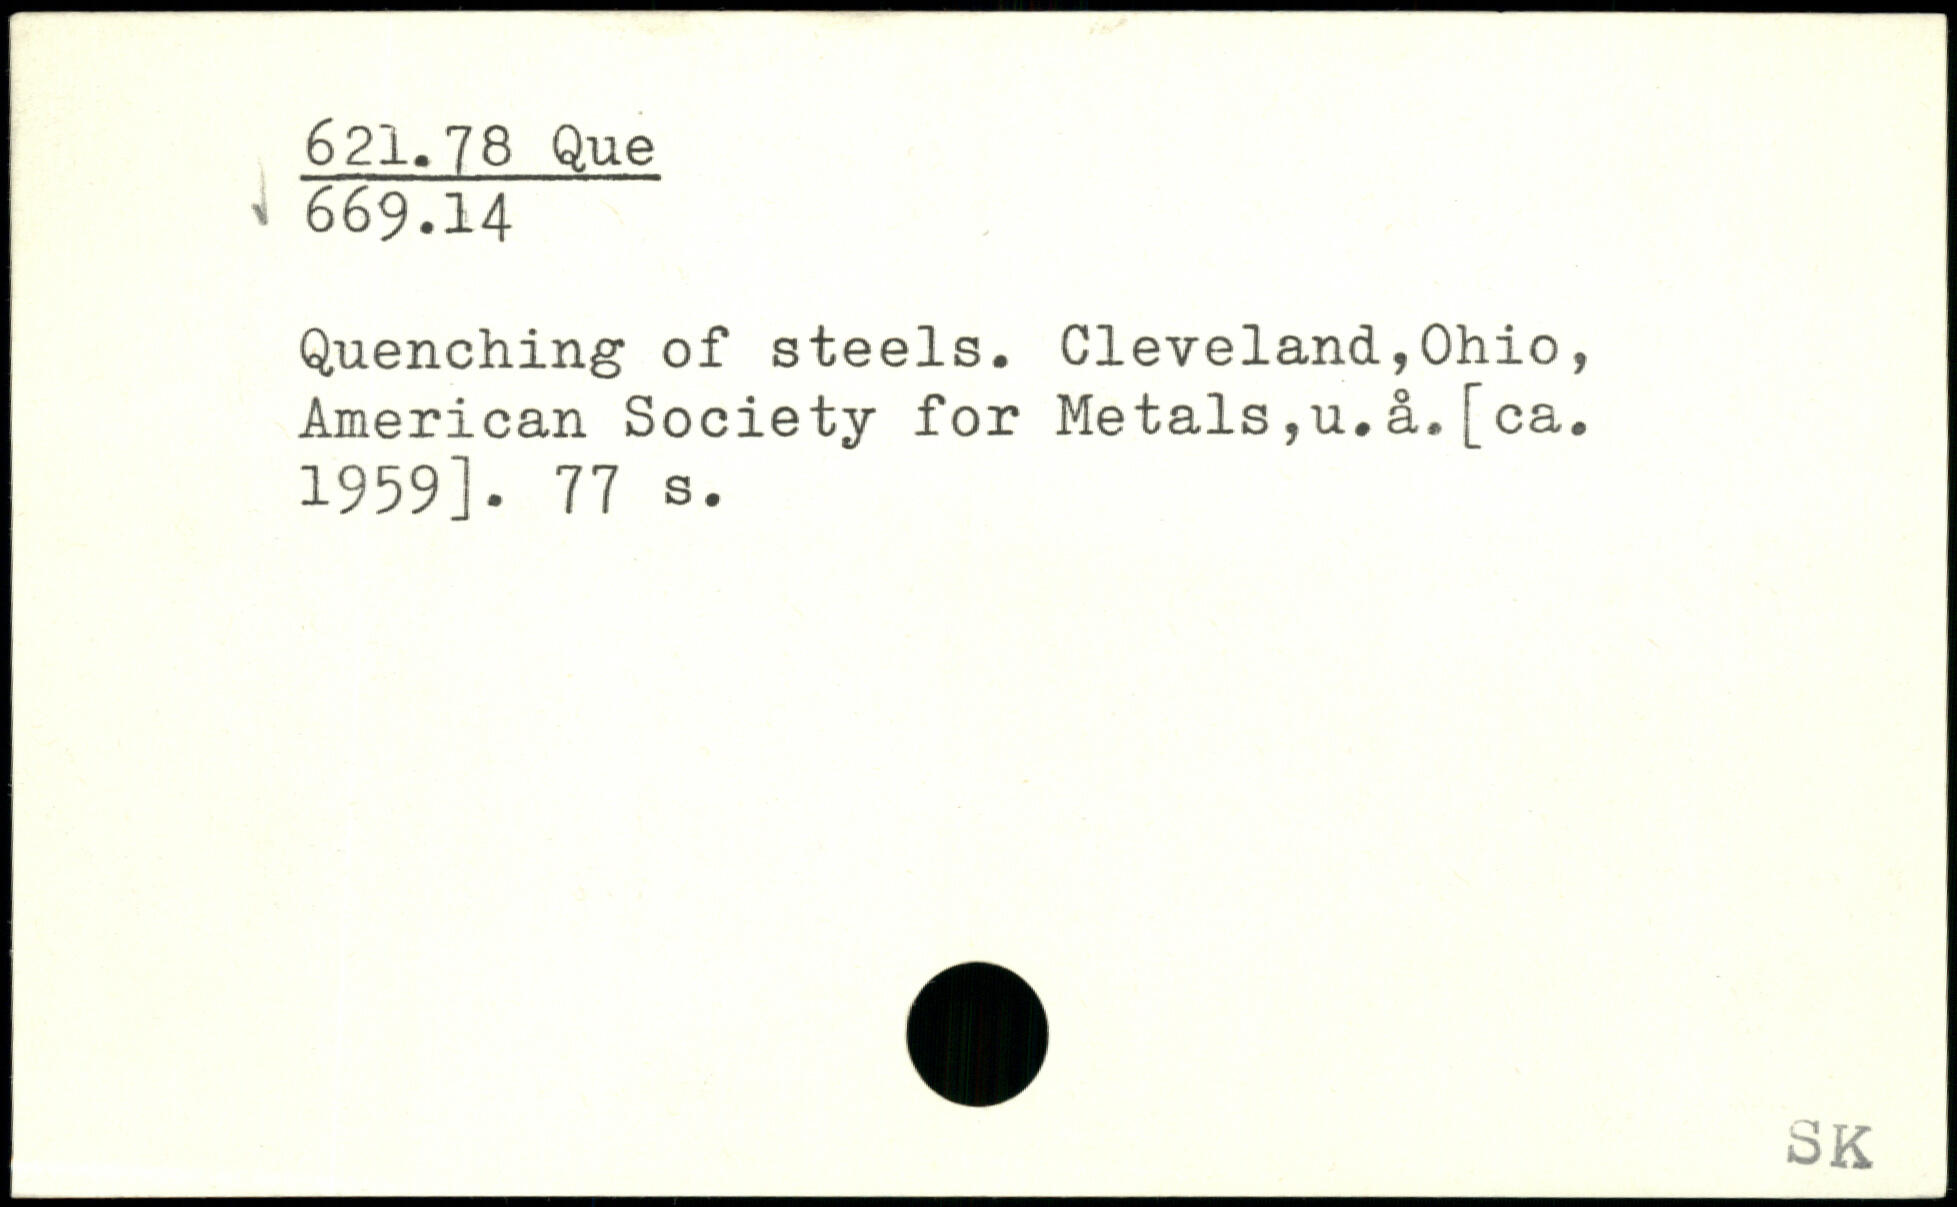 621.78 Que
669.14
Quenching of steels. Cleveland,Ohio,
American Society for Metals,u.å.[ca.
1959]. 77 s.
SK